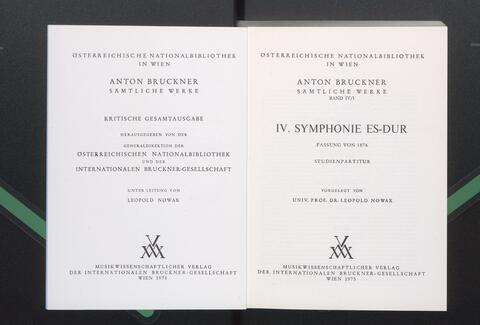 ÖSTERREICHISCHE NATIONALBIBLIOTHEK
IN WIEN
ANTON BRUCKNER
SÄMTLICHE WERKE
KRITISCHE GESAMTAUSGABE
HERAUSGEGEBEN VON DER
GENERALDIREKTION DER
ÖSTERREICHISCHEN NATIONALBIBLIOTHEK
UND DER
INTERNATIONALEN BRUCKNER-GESELLSCHAFT
UNTER LEITUNG VON
LEOPOLD NOWAK
MUSIKWISSENSCHAFTLICHER VERLAG
DER INTERNATIONALEN BRUCKNER-GESELLSCHAFT
WIEN 1975
ÖSTERREICHISCHE NATIONALBIBLIOTHEK
IN WIEN
ANTON BRUCKNER
SÄMTLICHE WERKE
BAND IV/1
IV. SYMPHONIE ES-DUR
FASSUNG VON 1874
STUDIENPARTITUR
VORGELEGT VON
UNIV. PROF. DR. LEOPOLD NOWAK
MUSIKWISSENSCHAFTLICHER VERLAG
DER INTERNATIONALEN BRUCKNER-GESELLSCHAFT
WIEN 1975